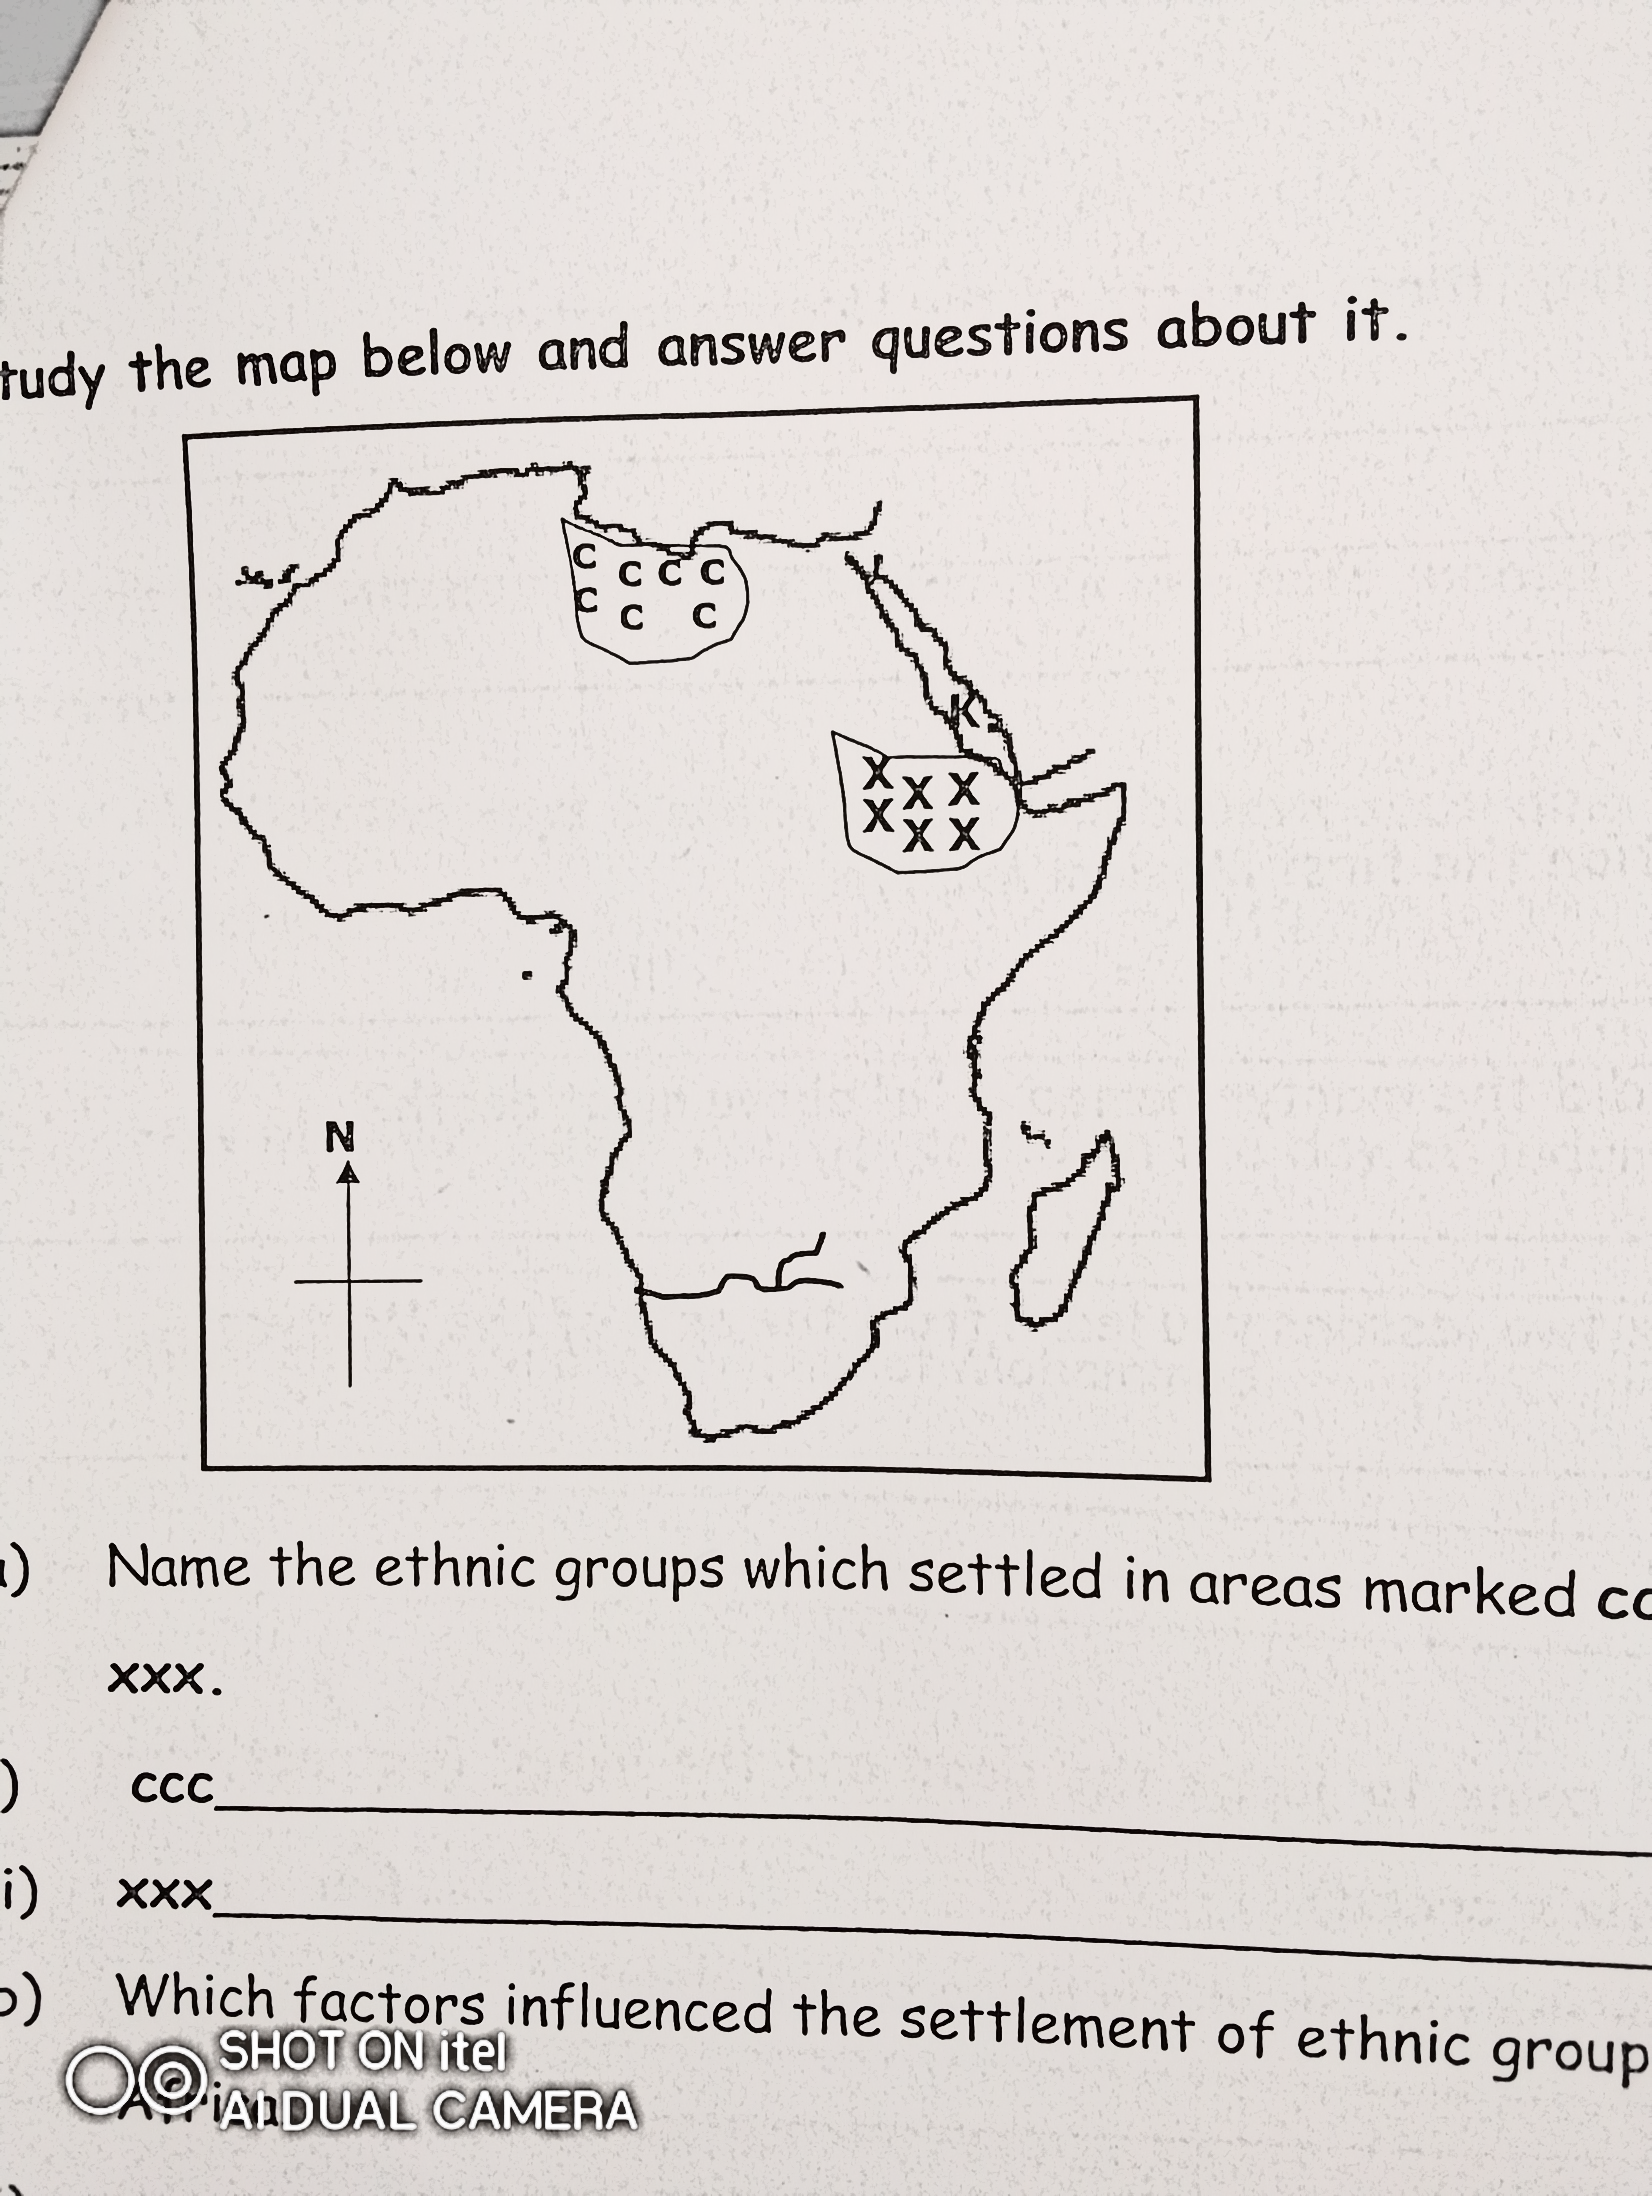 tudy the map below and answer questions about it.
C C C C
C C C
K
X X X
X X X
N
a) Name the ethnic groups which settled in areas marked cc
xxx.
) ccc
i) xxx
b) Which factors influenced the settlement of ethnic group
Africa
SHOT ON itel
AI DUAL CAMERA